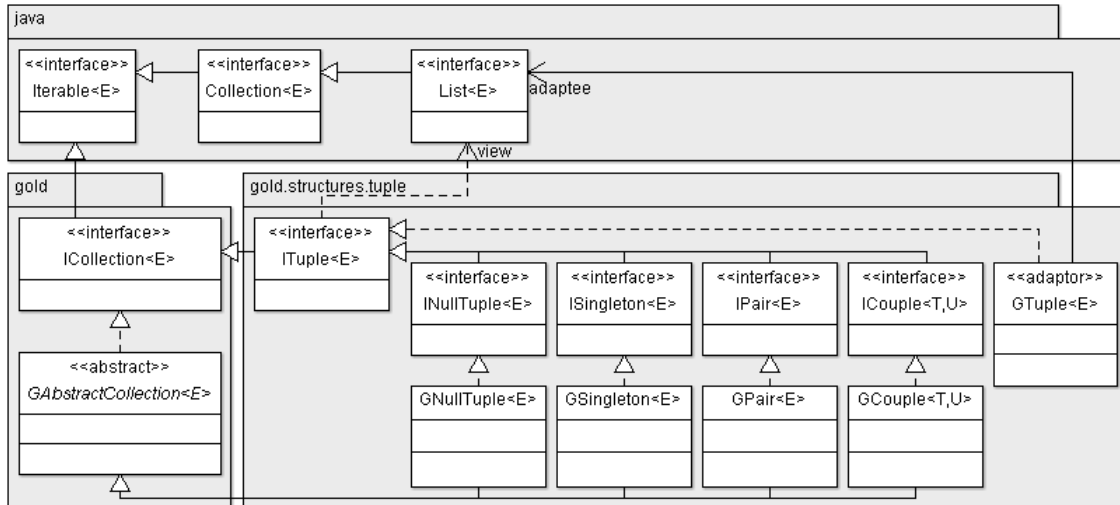 java
<<interface>>
Iterable<E>
<<interface>>
Collection<E>
<<interface>>
List<E>
adaptee
view
gold
gold.structures.tuple
<<interface>>
ICollection<E>
<<interface>>
ITuple<E>
<<interface>>
INullTuple<E>
<<interface>>
ISingleton<E>
<<interface>>
IPair<E>
<<interface>>
ICouple<T,U>
<<adaptor>>
GTuple<E>
<<abstract>>
GAbstractCollection<E>
GNullTuple<E>
GSingleton<E>
GPair<E>
GCouple<T,U>